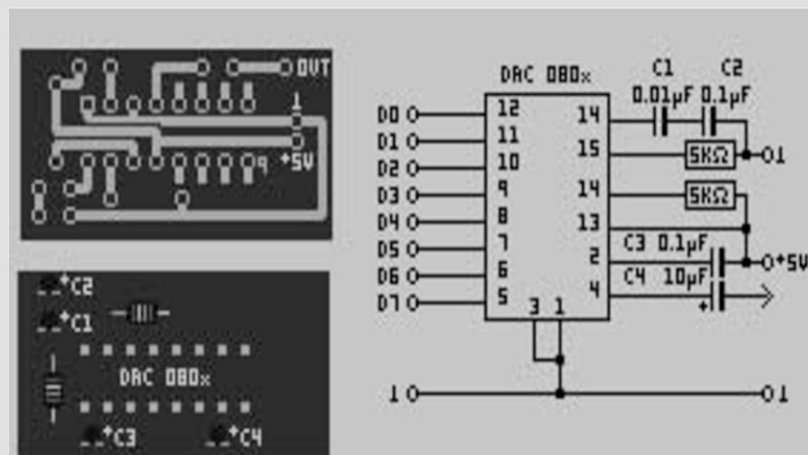 OUT
⊥
9 +5V
+C2
+C1
DAC 080x
+C3 +C4
DAC 080x C1 C2
0.01µF 0.1µF
D0 12 14
D1 11 15 5KΩ ⊥
D2 10
D3 9 14 5KΩ
D4 8 13
D5 7 2 C3 0.1µF +5V
D6 6 C4 10µF
D7 5 4 +
3 1
⊥ ⊥